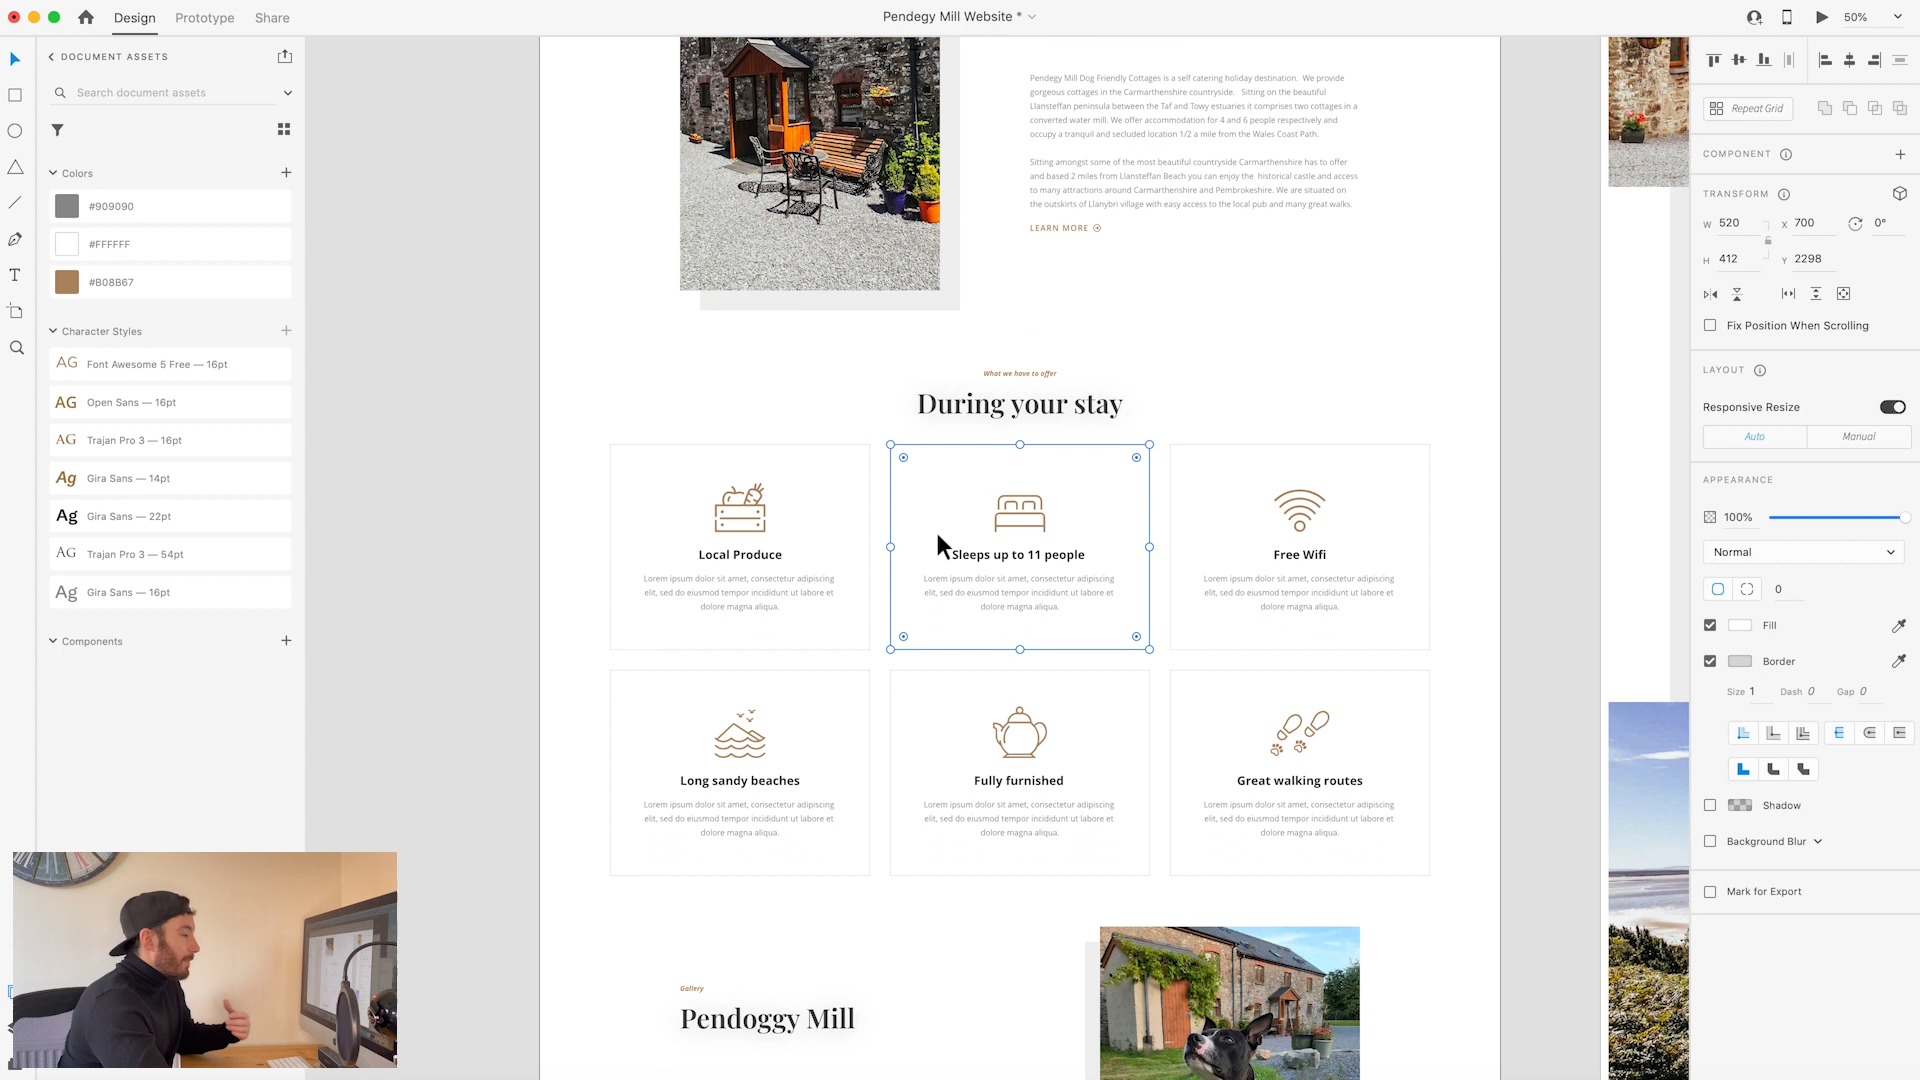 Design
Prototype
Share
Pendegy Mill Website *
50%
DOCUMENT ASSETS
Search document assets
Colors
#909090
#FFFFFF
#B08B67
Character Styles
AG Font Awesome 5 Free — 16pt
AG Open Sans — 16pt
AG Trajan Pro 3 — 16pt
Ag Gira Sans — 14pt
Ag Gira Sans — 22pt
AG Trajan Pro 3 — 54pt
Ag Gira Sans — 16pt
Components
Pendegy Mill Dog Friendly Cottages is a self catering holiday destination. We provide
gorgeous cottages in the Carmarthenshire countryside. Sitting on the beautiful
Llansteffan peninsula between the Taf and Towy estuaries it comprises two cottages in a
converted water mill. We offer accommodation for 4 and 6 people respectively and
occupy a tranquil and secluded location 1/2 a mile from the Wales Coast Path.
Sitting amongst some of the most beautiful countryside Carmarthenshire has to offer
and based 2 miles from Llansteffan Beach you can enjoy the historical castle and access
to many attractions around Carmarthenshire and Pembrokeshire. We are situated on
the outskirts of Llanybri village with easy access to the local pub and many great walks.
LEARN MORE
What we have to offer
During your stay
Local Produce
Lorem ipsum dolor sit amet, consectetur adipiscing
elit, sed do eiusmod tempor incididunt ut labore et
dolore magna aliqua.
Sleeps up to 11 people
Lorem ipsum dolor sit amet, consectetur adipiscing
elit, sed do eiusmod tempor incididunt ut labore et
dolore magna aliqua.
Free Wifi
Lorem ipsum dolor sit amet, consectetur adipiscing
elit, sed do eiusmod tempor incididunt ut labore et
dolore magna aliqua.
Long sandy beaches
Lorem ipsum dolor sit amet, consectetur adipiscing
elit, sed do eiusmod tempor incididunt ut labore et
dolore magna aliqua.
Fully furnished
Lorem ipsum dolor sit amet, consectetur adipiscing
elit, sed do eiusmod tempor incididunt ut labore et
dolore magna aliqua.
Great walking routes
Lorem ipsum dolor sit amet, consectetur adipiscing
elit, sed do eiusmod tempor incididunt ut labore et
dolore magna aliqua.
Gallery
Pendoggy Mill
Repeat Grid
COMPONENT
TRANSFORM
W 520 X 700 0°
H 412 Y 2298
Fix Position When Scrolling
LAYOUT
Responsive Resize
Auto
Manual
APPEARANCE
100%
Normal
0
Fill
Border
Size 1 Dash 0 Gap 0
Shadow
Background Blur
Mark for Export